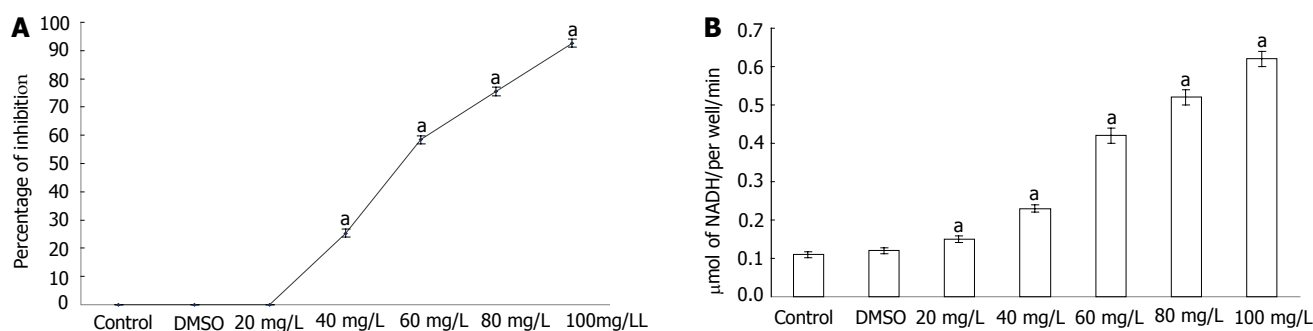 A
Percentage of inhibition
100
90
80
70
60
50
40
30
20
10
0
a
a
a
a
Control DMSO 20 mg/L 40 mg/L 60 mg/L 80 mg/L 100mg/LL
B
μmol of NADH/per well/min
0.7
0.6
0.5
0.4
0.3
0.2
0.1
0.0
a
a
a
a
a
Control DMSO 20 mg/L 40 mg/L 60 mg/L 80 mg/L 100 mg/L